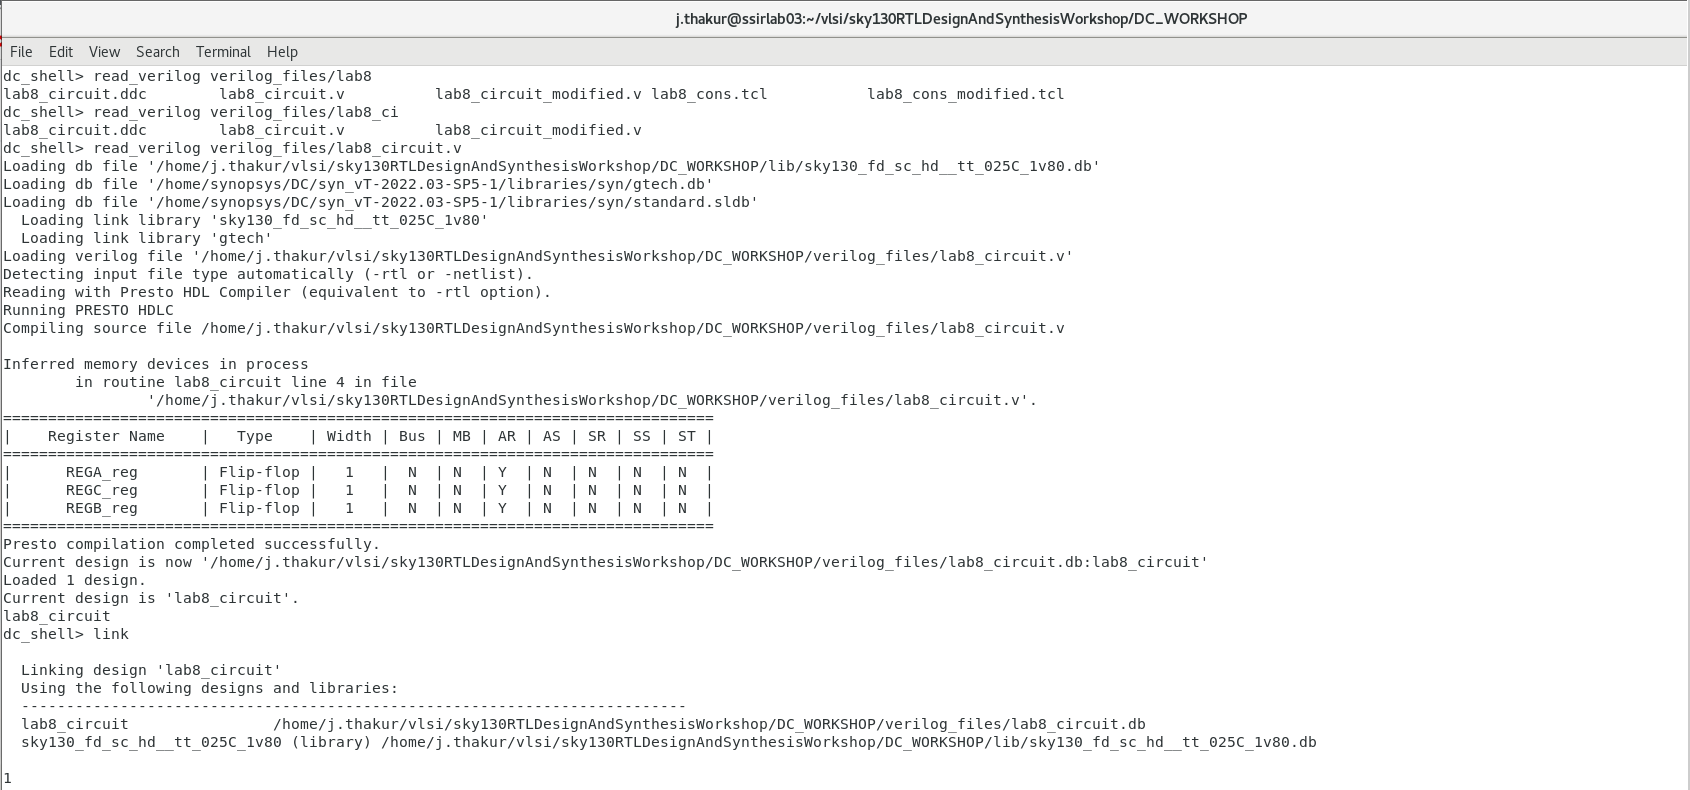 j.thakur@ssirlab03:~/vlsi/sky130RTLDesignAndSynthesisWorkshop/DC_WORKSHOP
File Edit View Search Terminal Help
dc_shell> read_verilog verilog_files/lab8
lab8_circuit.ddc        lab8_circuit.v          lab8_circuit_modified.v lab8_cons.tcl           lab8_cons_modified.tcl
dc_shell> read_verilog verilog_files/lab8_ci
lab8_circuit.ddc        lab8_circuit.v          lab8_circuit_modified.v
dc_shell> read_verilog verilog_files/lab8_circuit.v
Loading db file '/home/j.thakur/vlsi/sky130RTLDesignAndSynthesisWorkshop/DC_WORKSHOP/lib/sky130_fd_sc_hd__tt_025C_1v80.db'
Loading db file '/home/synopsys/DC/syn_vT-2022.03-SP5-1/libraries/syn/gtech.db'
Loading db file '/home/synopsys/DC/syn_vT-2022.03-SP5-1/libraries/syn/standard.sldb'
  Loading link library 'sky130_fd_sc_hd__tt_025C_1v80'
  Loading link library 'gtech'
Loading verilog file '/home/j.thakur/vlsi/sky130RTLDesignAndSynthesisWorkshop/DC_WORKSHOP/verilog_files/lab8_circuit.v'
Detecting input file type automatically (-rtl or -netlist).
Reading with Presto HDL Compiler (equivalent to -rtl option).
Running PRESTO HDLC
Compiling source file /home/j.thakur/vlsi/sky130RTLDesignAndSynthesisWorkshop/DC_WORKSHOP/verilog_files/lab8_circuit.v

Inferred memory devices in process
        in routine lab8_circuit line 4 in file
                '/home/j.thakur/vlsi/sky130RTLDesignAndSynthesisWorkshop/DC_WORKSHOP/verilog_files/lab8_circuit.v'.
===============================================================================
|    Register Name    |   Type    | Width | Bus | MB | AR | AS | SR | SS | ST |
===============================================================================
|      REGA_reg       | Flip-flop |   1   |  N  | N  | Y  | N  | N  | N  | N  |
|      REGC_reg       | Flip-flop |   1   |  N  | N  | Y  | N  | N  | N  | N  |
|      REGB_reg       | Flip-flop |   1   |  N  | N  | Y  | N  | N  | N  | N  |
===============================================================================
Presto compilation completed successfully.
Current design is now '/home/j.thakur/vlsi/sky130RTLDesignAndSynthesisWorkshop/DC_WORKSHOP/verilog_files/lab8_circuit.db:lab8_circuit'
Loaded 1 design.
Current design is 'lab8_circuit'.
lab8_circuit
dc_shell> link

  Linking design 'lab8_circuit'
  Using the following designs and libraries:
  --------------------------------------------------------------------------
  lab8_circuit                /home/j.thakur/vlsi/sky130RTLDesignAndSynthesisWorkshop/DC_WORKSHOP/verilog_files/lab8_circuit.db
  sky130_fd_sc_hd__tt_025C_1v80 (library) /home/j.thakur/vlsi/sky130RTLDesignAndSynthesisWorkshop/DC_WORKSHOP/lib/sky130_fd_sc_hd__tt_025C_1v80.db

1